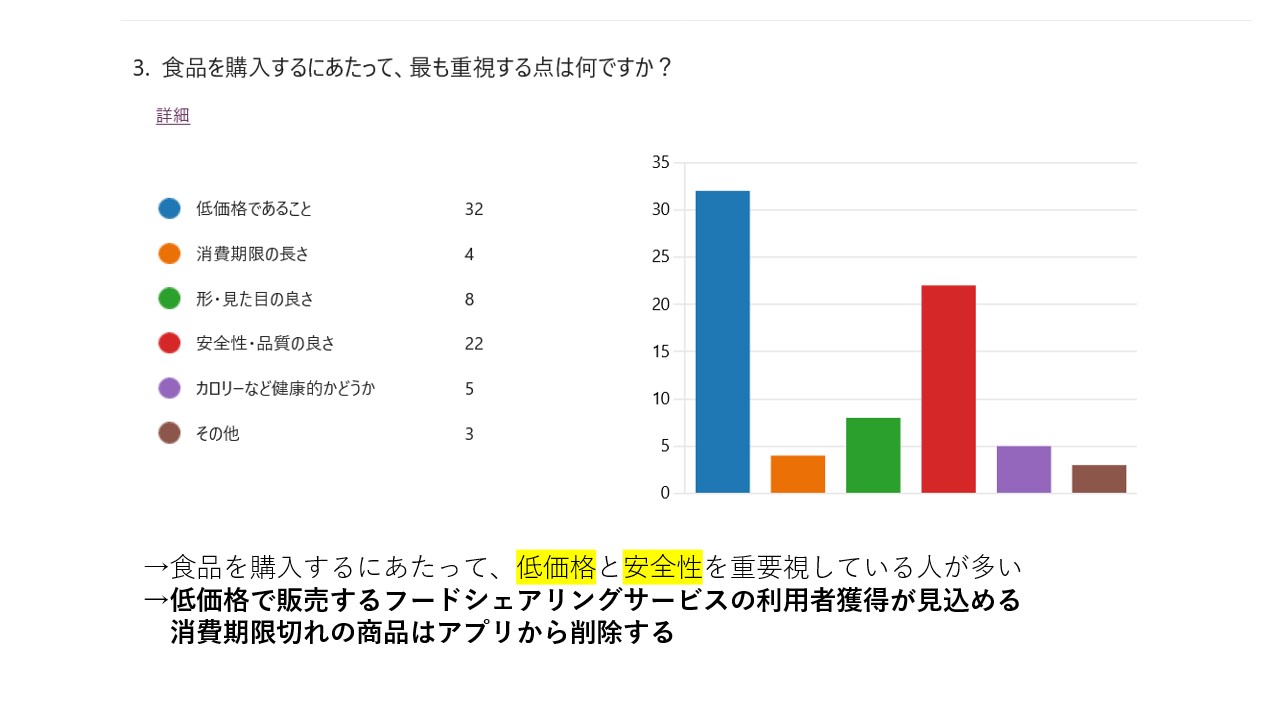 3. 食品を購入するにあたって、最も重視する点は何ですか？
詳細
低価格であること 32
消費期限の長さ 4
形・見た目の良さ 8
安全性・品質の良さ 22
カロリーなど健康的かどうか 5
その他 3
35
30
25
20
15
10
5
0
→食品を購入するにあたって、低価格と安全性を重要視している人が多い
→低価格で販売するフードシェアリングサービスの利用者獲得が見込める
消費期限切れの商品はアプリから削除する